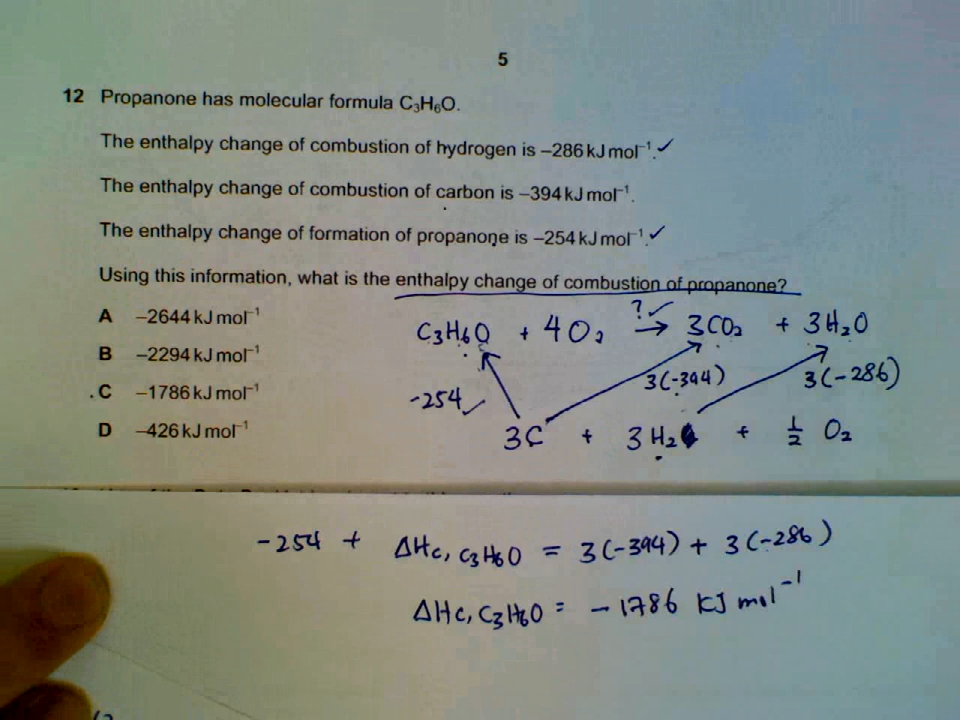 5
12 Propanone has molecular formula C₃H₆O.
The enthalpy change of combustion of hydrogen is –286 kJ mol⁻¹. ✓
The enthalpy change of combustion of carbon is –394 kJ mol⁻¹.
The enthalpy change of formation of propanone is –254 kJ mol⁻¹. ✓
Using this information, what is the enthalpy change of combustion of propanone?
A –2644 kJ mol⁻¹
B –2294 kJ mol⁻¹
C –1786 kJ mol⁻¹
D –426 kJ mol⁻¹
? ✓
C₃H₆O + 4O₂ → 3CO₂ + 3H₂O
-254 ✓ 3(-394) 3(-286)
3C + 3H₂ + ½ O₂
-254 + ΔHc, C₃H₆O = 3(-394) + 3(-286)
ΔHc, C₃H₆O = -1786 KJ mol⁻¹